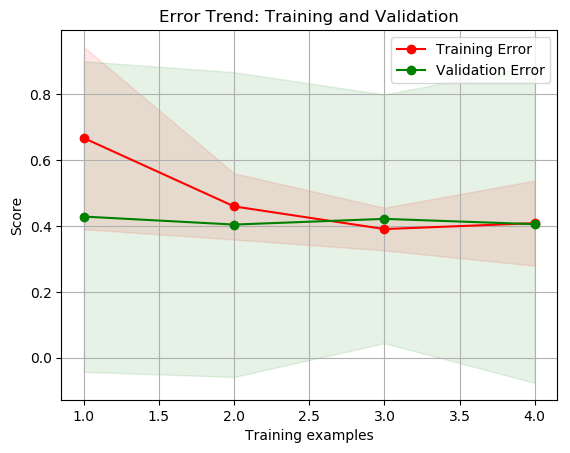 Error Trend: Training and Validation
Training Error
Validation Error
Score
0.8
0.6
0.4
0.2
0.0
1.0 1.5 2.0 2.5 3.0 3.5 4.0
Training examples